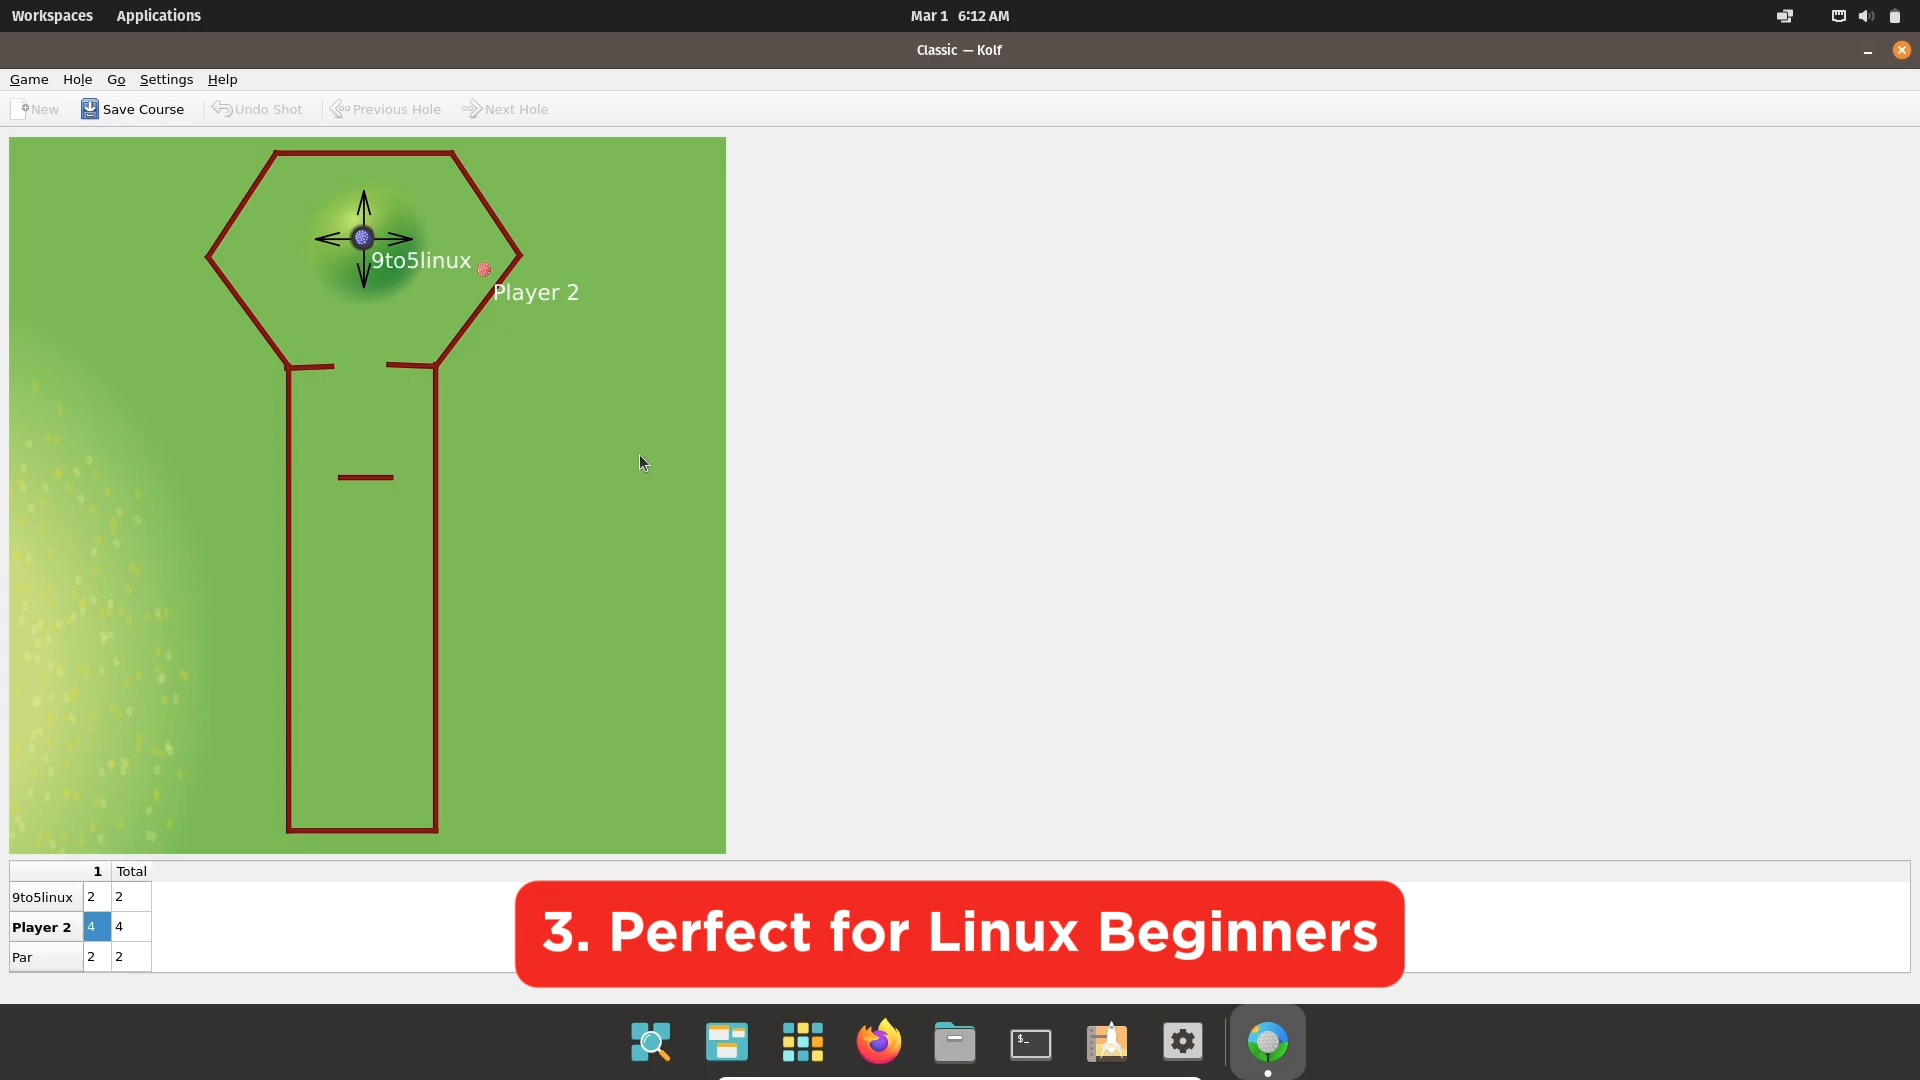 Workspaces Applications Mar 1 6:12 AM
Classic — Kolf
Game Hole Go Settings Help
New Save Course Undo Shot Previous Hole Next Hole
9to5linux
Player 2
1 Total
9to5linux 2 2
Player 2 4 4
Par 2 2
3. Perfect for Linux Beginners
$_